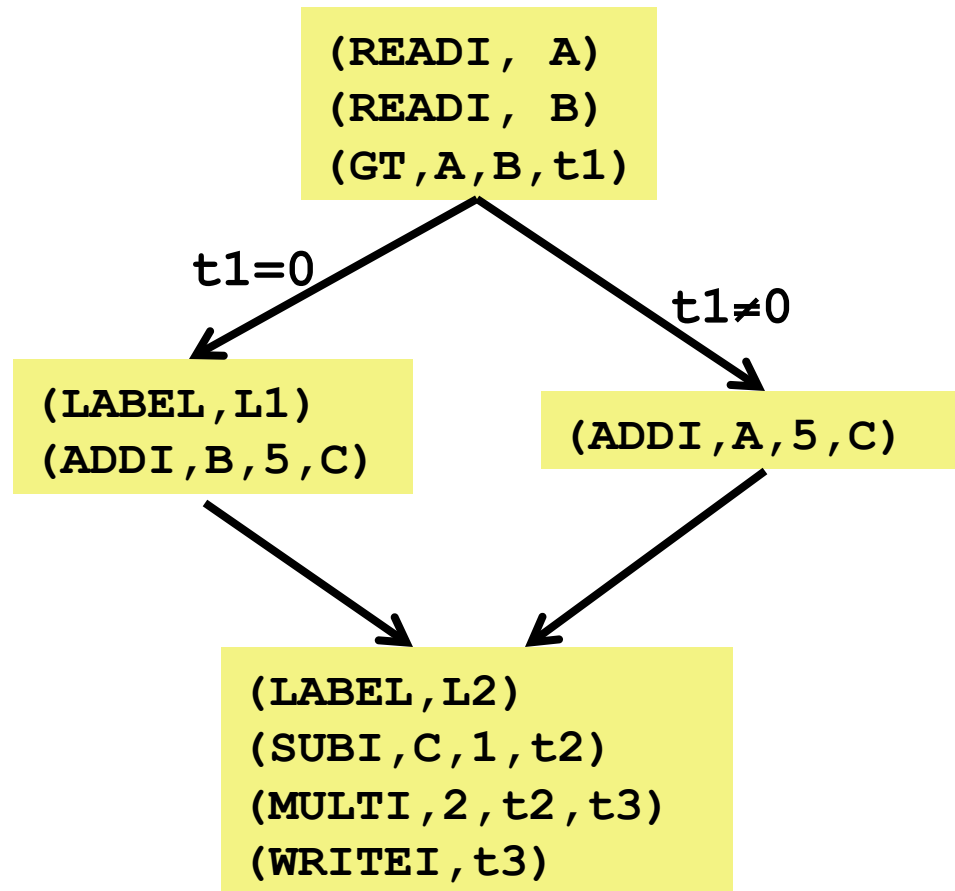 (READI, A)
(READI, B)
(GT,A,B,t1)
t1=0
t1≠0
(LABEL,L1)
(ADDI,B,5,C)
(ADDI,A,5,C)
(LABEL,L2)
(SUBI,C,1,t2)
(MULTI,2,t2,t3)
(WRITEI,t3)